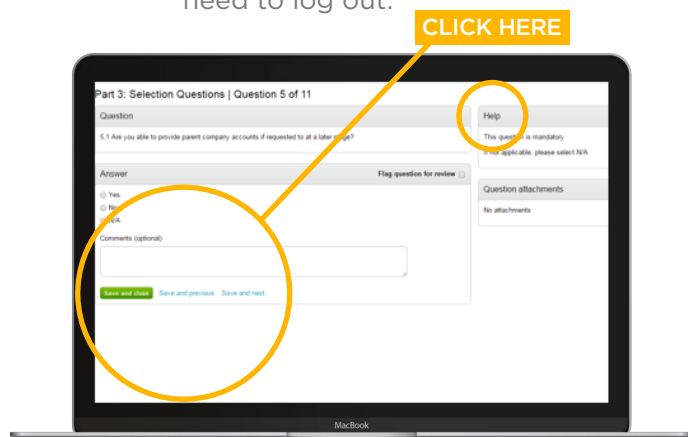 need to log out.
CLICK HERE
Part 3: Selection Questions | Question 5 of 11
Question
5.1 Are you able to provide parent company accounts if requested to at a later stage?
Answer
Flag question for review
Yes
No
N/A
Comments (optional)
Save and close Save and previous Save and next
Help
This question is mandatory
If not applicable, please select N/A
Question attachments
No attachments
MacBook